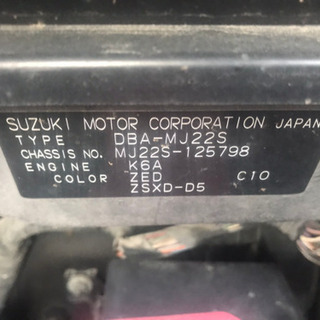 SUZUKI MOTOR CORPORATION JAPAN
TYPE DBA-MJ22S
CHASSIS NO. MJ22S-125798
ENGINE K6A
COLOR ZED C10
ZSXD-D5